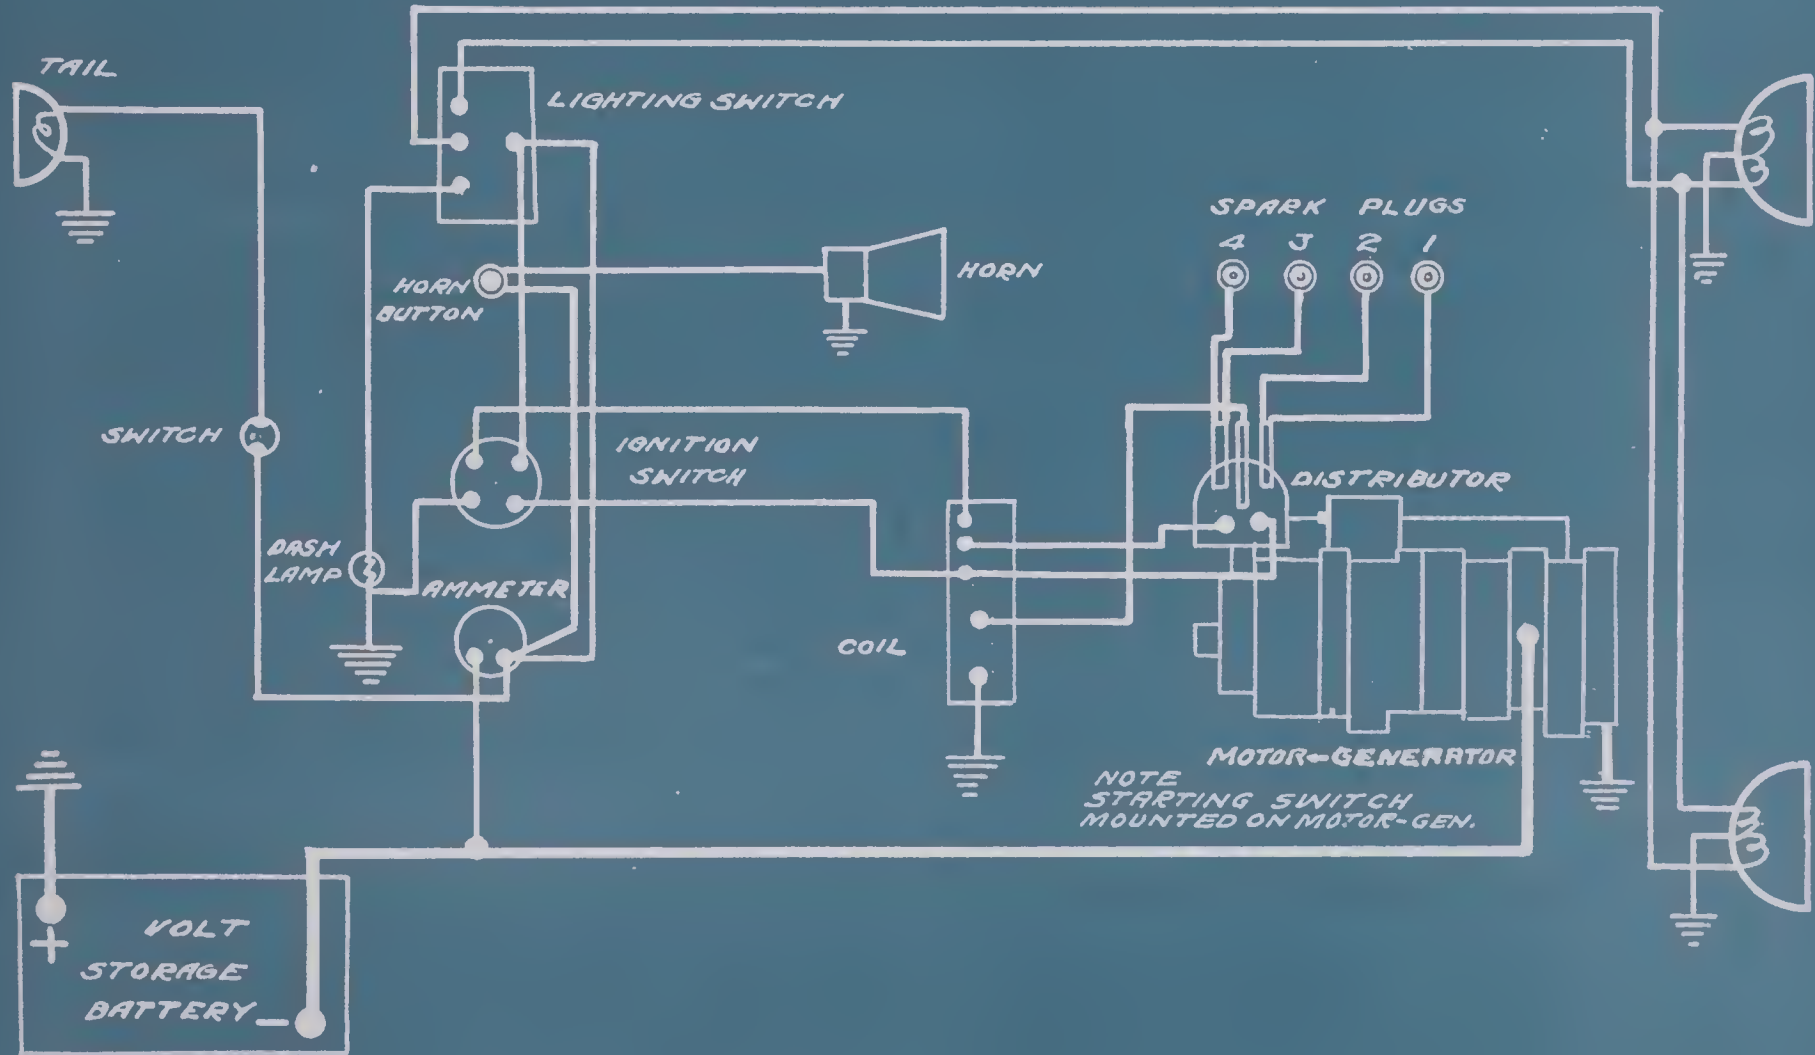 TAIL
LIGHTING SWITCH
SPARK PLUGS
4 3 2 1
HORN
BUTTON
HORN
SWITCH
IGNITION
SWITCH
DISTRIBUTOR
DASH
LAMP
AMMETER
COIL
MOTOR-GENERATOR
NOTE
STARTING SWITCH
MOUNTED ON MOTOR-GEN.
+
VOLT
STORAGE
BATTERY -